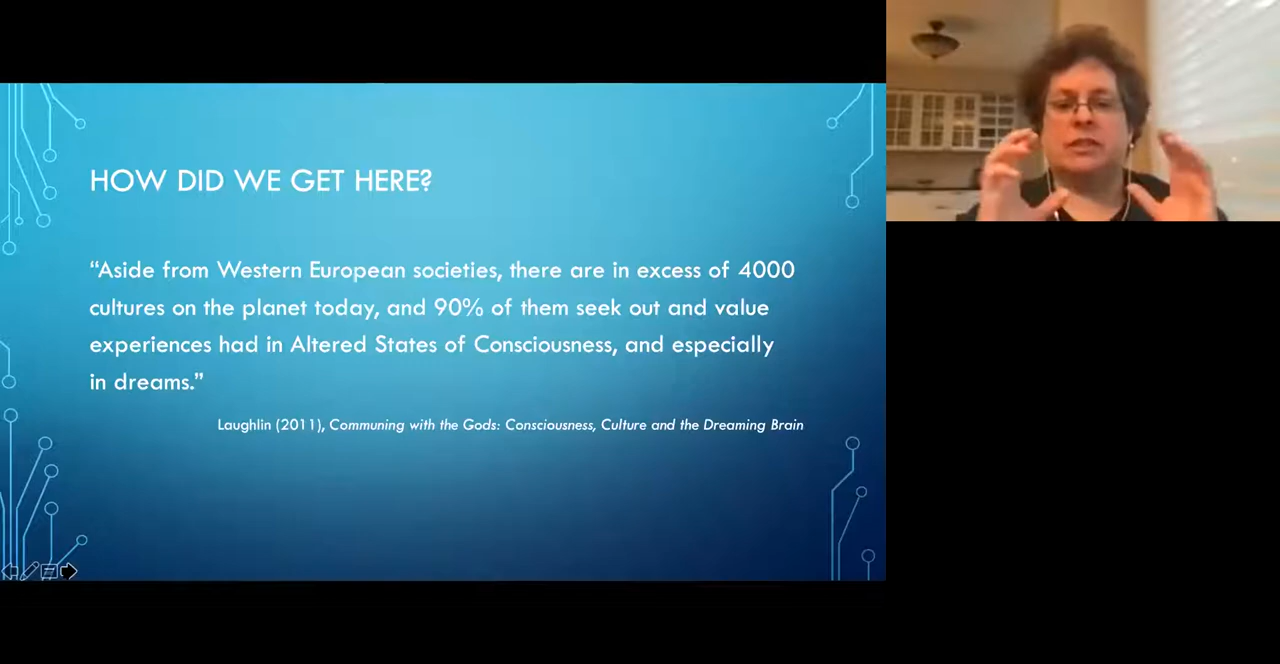 HOW DID WE GET HERE?
“Aside from Western European societies, there are in excess of 4000
cultures on the planet today, and 90% of them seek out and value
experiences had in Altered States of Consciousness, and especially
in dreams.”
Laughlin (2011), Communing with the Gods: Consciousness, Culture and the Dreaming Brain